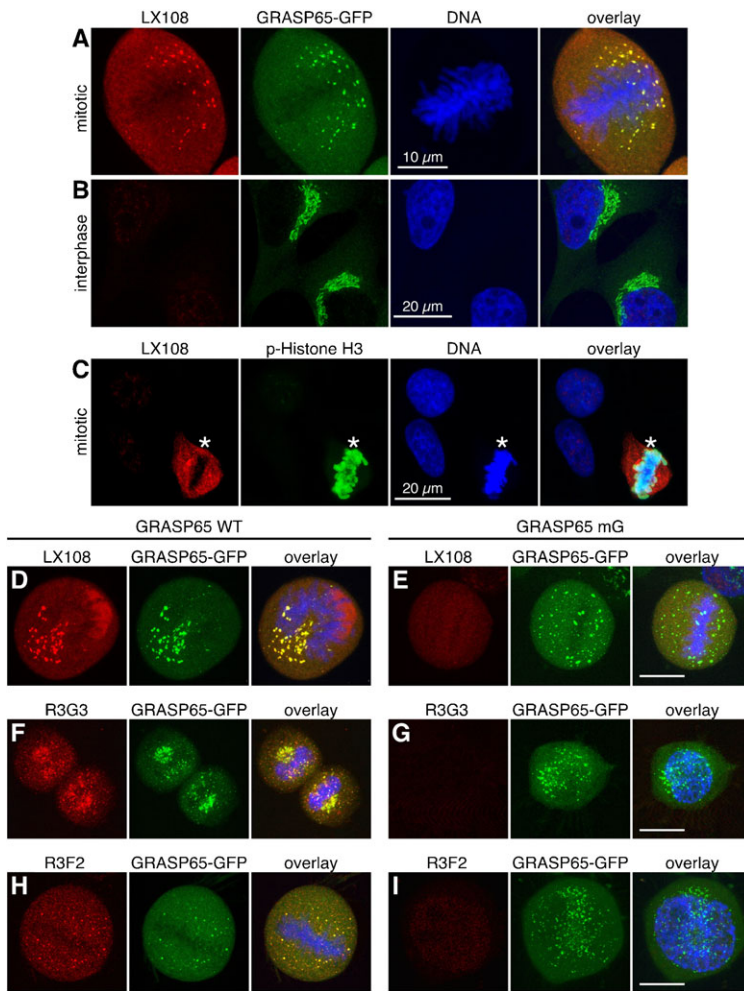 LX108 GRASP65-GFP DNA overlay
A mitotic
10 µm
B interphase
20 µm
LX108 p-Histone H3 DNA overlay
C mitotic
* * * *
20 µm
GRASP65 WT GRASP65 mG
LX108 GRASP65-GFP overlay LX108 GRASP65-GFP overlay
D E
R3G3 GRASP65-GFP overlay R3G3 GRASP65-GFP overlay
F G
R3F2 GRASP65-GFP overlay R3F2 GRASP65-GFP overlay
H I